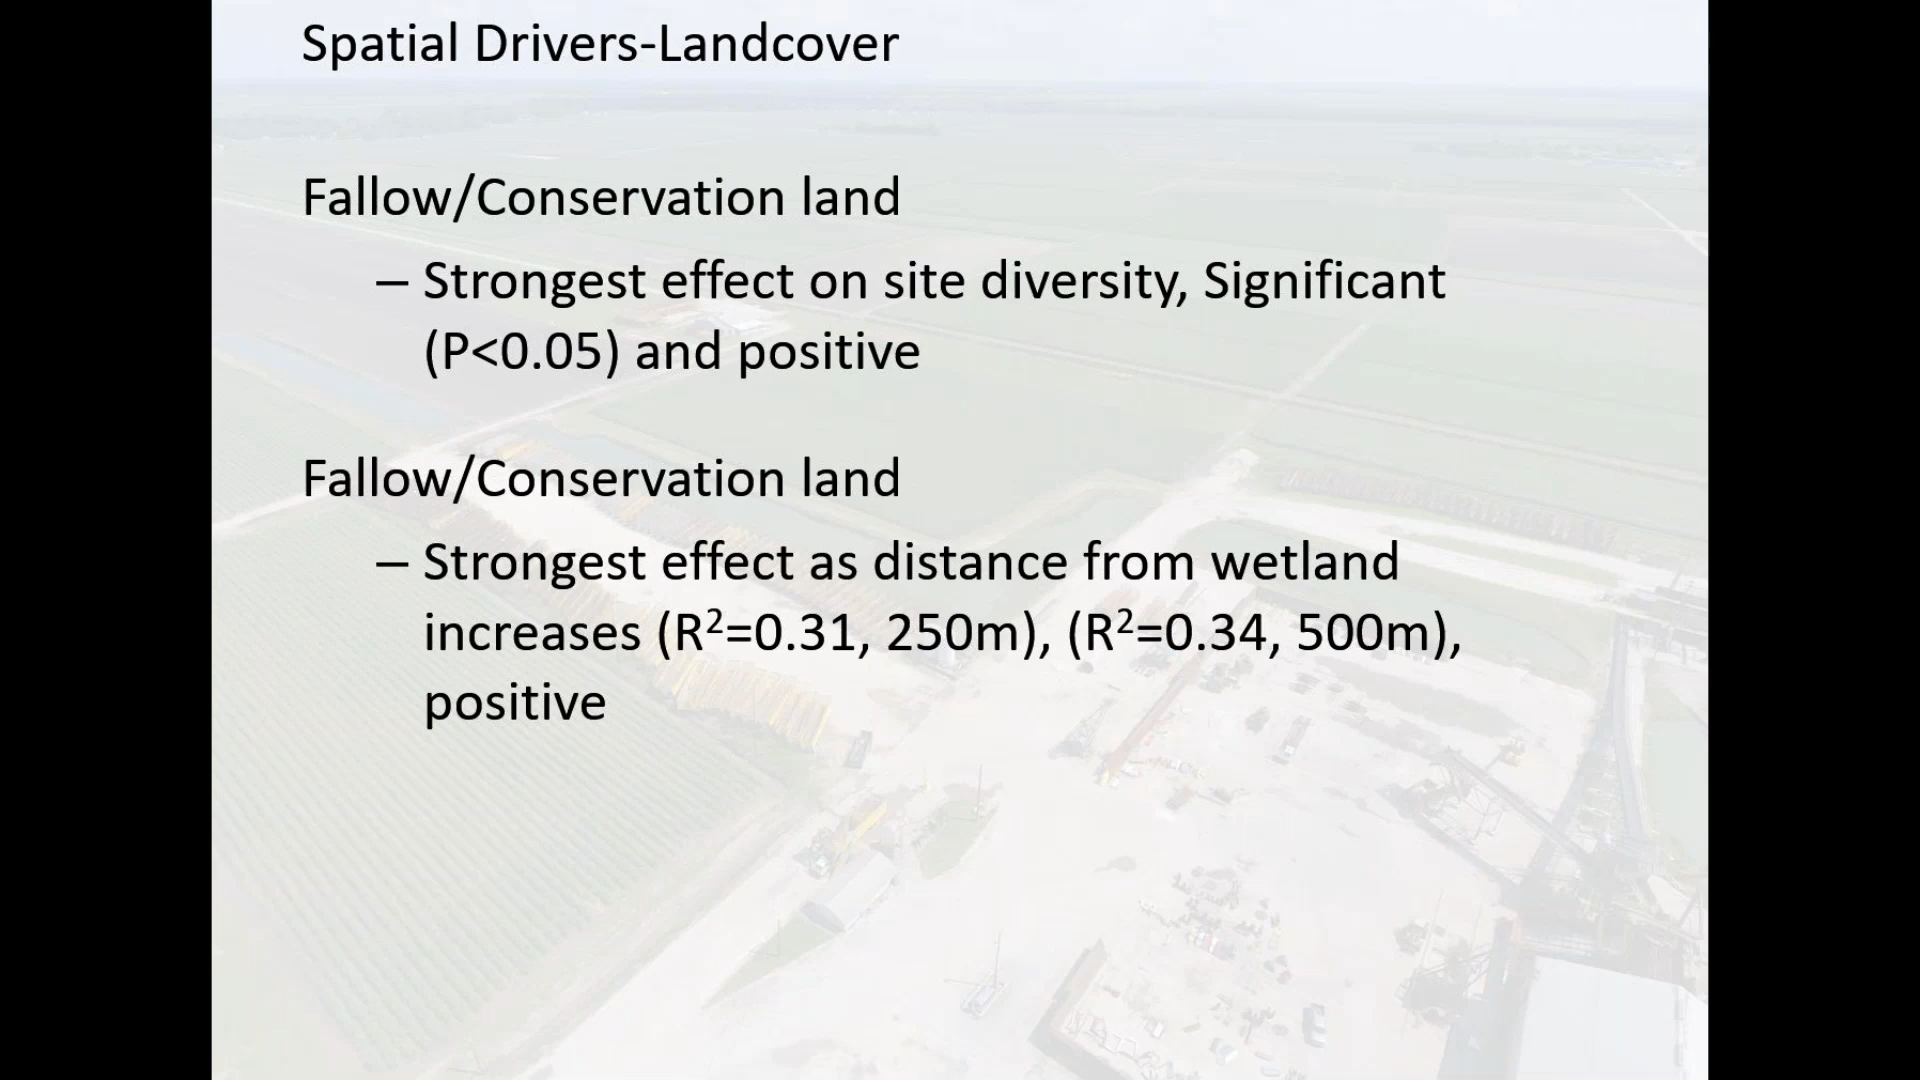 Spatial Drivers-Landcover
Fallow/Conservation land
– Strongest effect on site diversity, Significant
(P<0.05) and positive
Fallow/Conservation land
– Strongest effect as distance from wetland
increases (R²=0.31, 250m), (R²=0.34, 500m),
positive